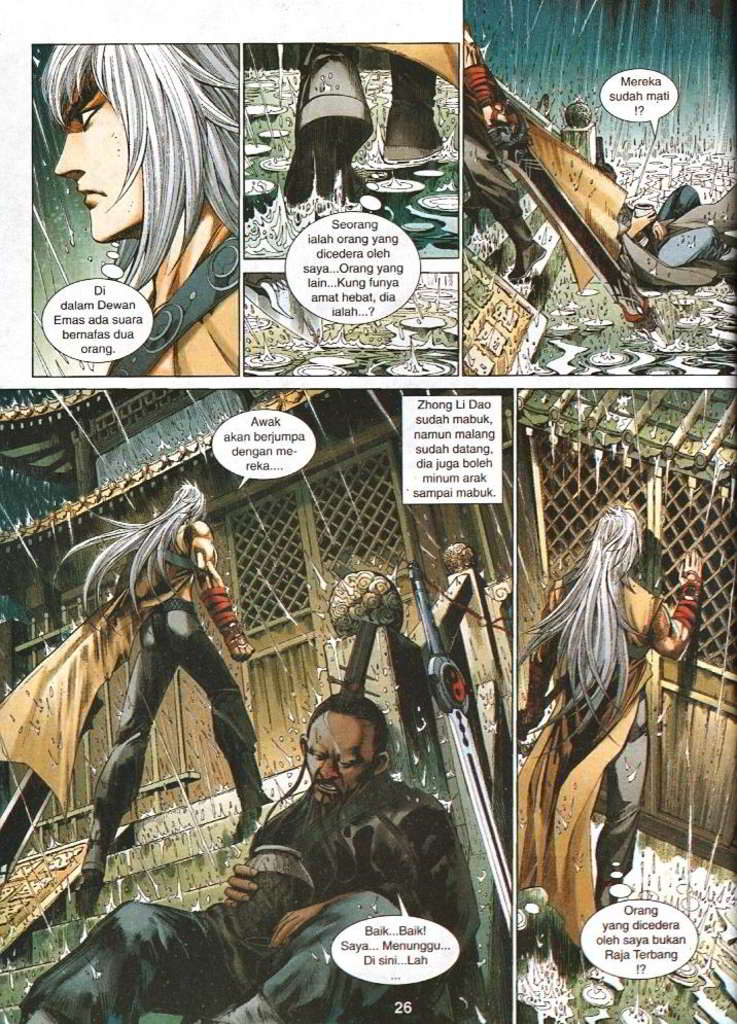 Di
dalam Dewan
Emas ada suara
bernafas dua
orang.
Seorang
ialah orang yang
dicedera oleh
saya...Orang yang
lain...Kung funya
amat hebat, dia
ialah...?
Mereka
sudah mati
!?
Awak
akan berjumpa
dengan me-
reka....
Zhong Li Dao
sudah mabuk,
namun malang
sudah datang,
dia juga boleh
minum arak
sampai mabuk.
Baik...Baik!
Saya... Menunggu...
Di sini...Lah
...
Orang
yang dicedera
oleh saya bukan
Raja Terbang
!?
26